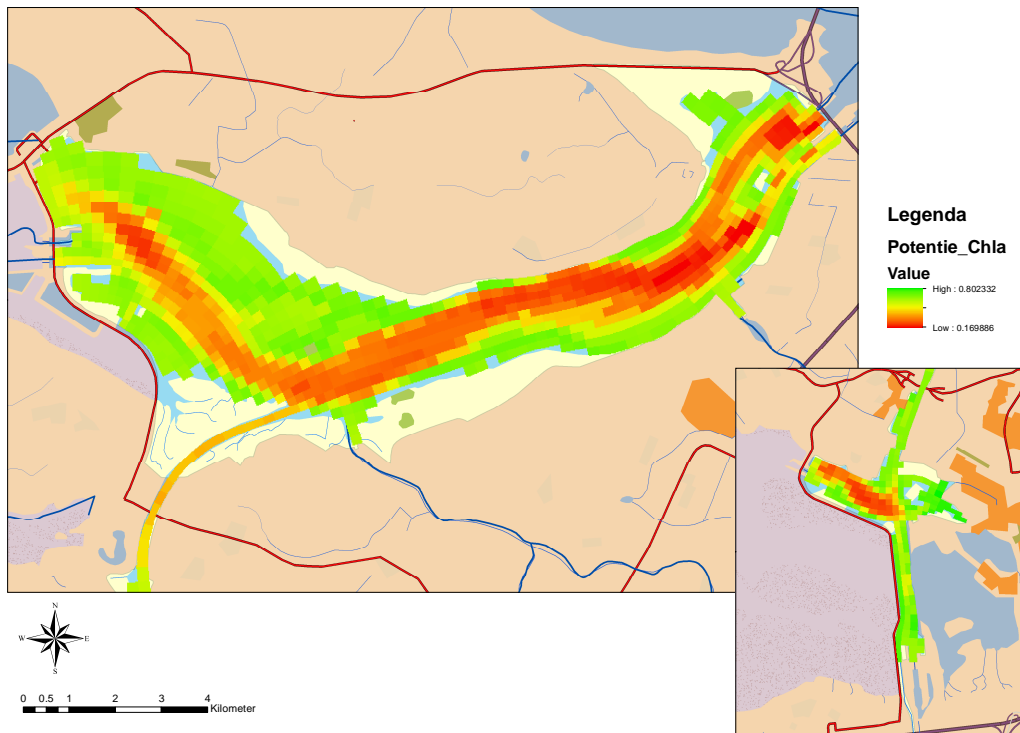 Legenda
Potentie_Chla
Value
High : 0.802332
Low : 0.169886
N
W E
S
0 0.5 1 2 3 4
Kilometer